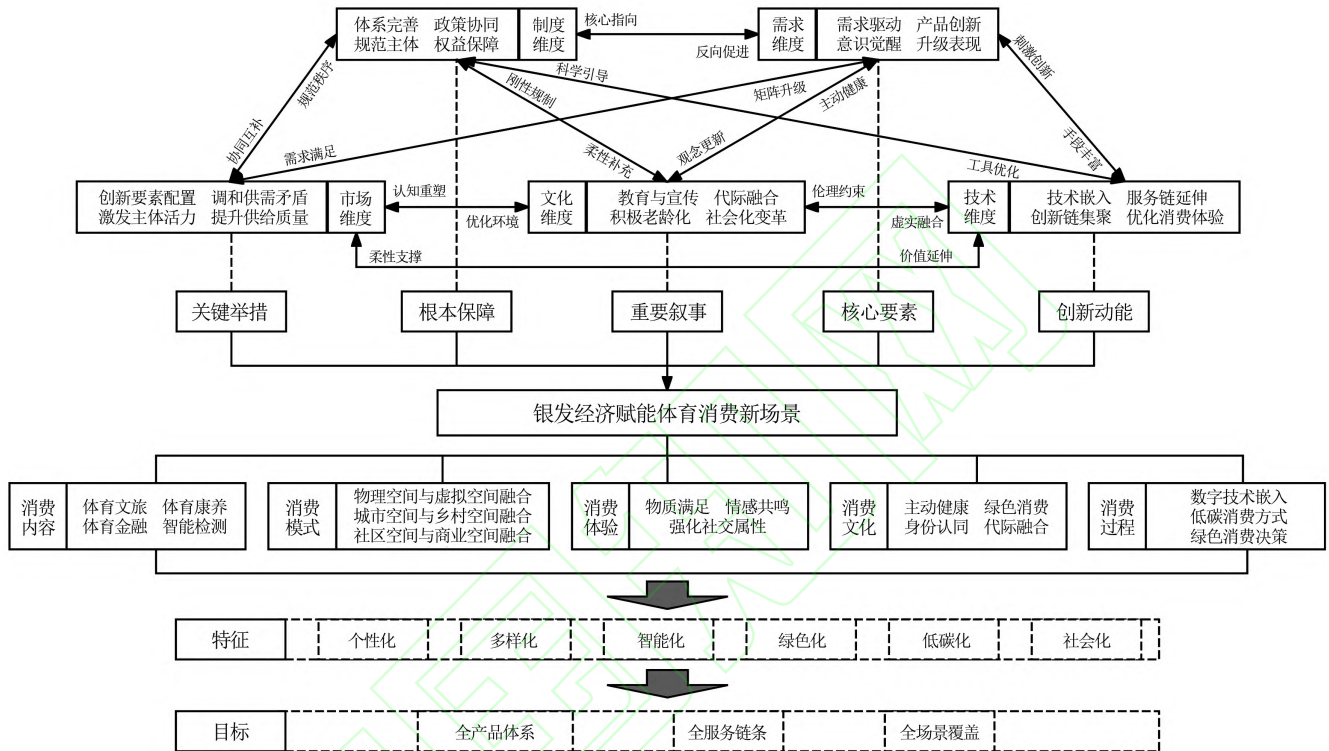 体系完善 政策协同
规范主体 权益保障
制度
维度
核心指向
反向促进
需求
维度
需求驱动 产品创新
意识觉醒 升级表现
规范秩序
协同互补
刚性规制
科学引导
矩阵升级
主动健康
刺激创新
手段丰富
需求满足
柔性补充
观念更新
工具优化
创新要素配置 调和供需矛盾
激发主体活力 提升供给质量
市场
维度
认知重塑
优化环境
文化
维度
教育与宣传 代际融合
积极老龄化 社会化变革
伦理约束
虚实融合
技术
维度
技术嵌入 服务链延伸
创新链集聚 优化消费体验
柔性支撑
价值延伸
关键举措
根本保障
重要叙事
核心要素
创新动能
银发经济赋能体育消费新场景
消费
内容
体育文旅 体育康养
体育金融 智能检测
消费
模式
物理空间与虚拟空间融合
城市空间与乡村空间融合
社区空间与商业空间融合
消费
体验
物质满足 情感共鸣
强化社交属性
消费
文化
主动健康 绿色消费
身份认同 代际融合
消费
过程
数字技术嵌入
低碳消费方式
绿色消费决策
特征
个性化
多样化
智能化
绿色化
低碳化
社会化
目标
全产品体系
全服务链条
全场景覆盖